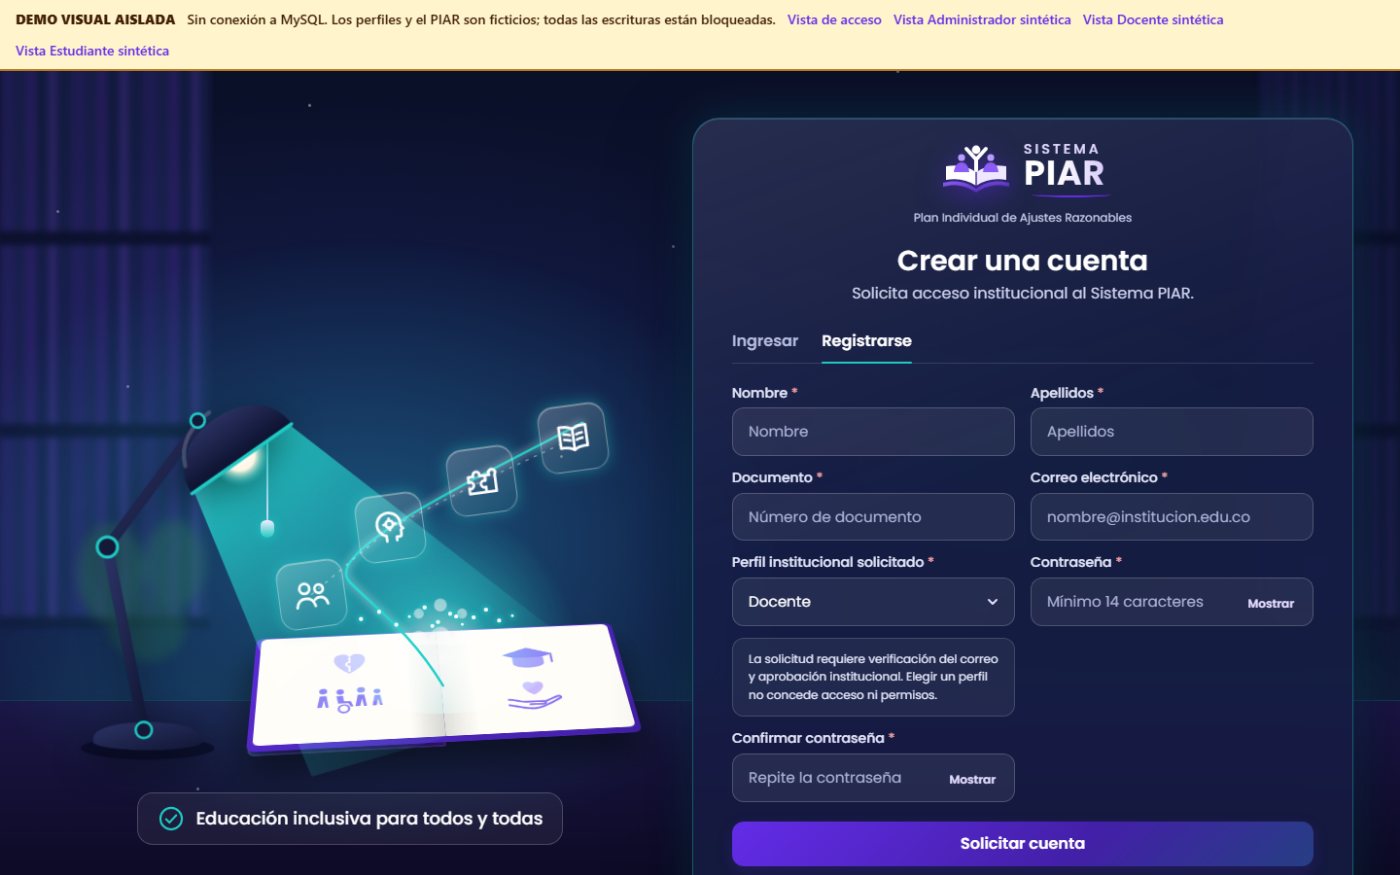 DEMO VISUAL AISLADA Sin conexión a MySQL. Los perfiles y el PIAR son ficticios; todas las escrituras están bloqueadas. Vista de acceso Vista Administrador sintética Vista Docente sintética
Vista Estudiante sintética
SISTEMA
PIAR
Plan Individual de Ajustes Razonables
Crear una cuenta
Solicita acceso institucional al Sistema PIAR.
Ingresar Registrarse
Nombre * Apellidos *
Nombre Apellidos
Documento * Correo electrónico *
Número de documento nombre@institucion.edu.co
Perfil institucional solicitado * Contraseña *
Docente Mínimo 14 caracteres Mostrar
La solicitud requiere verificación del correo
y aprobación institucional. Elegir un perfil
no concede acceso ni permisos.
Confirmar contraseña *
Repite la contraseña Mostrar
Solicitar cuenta
Educación inclusiva para todos y todas